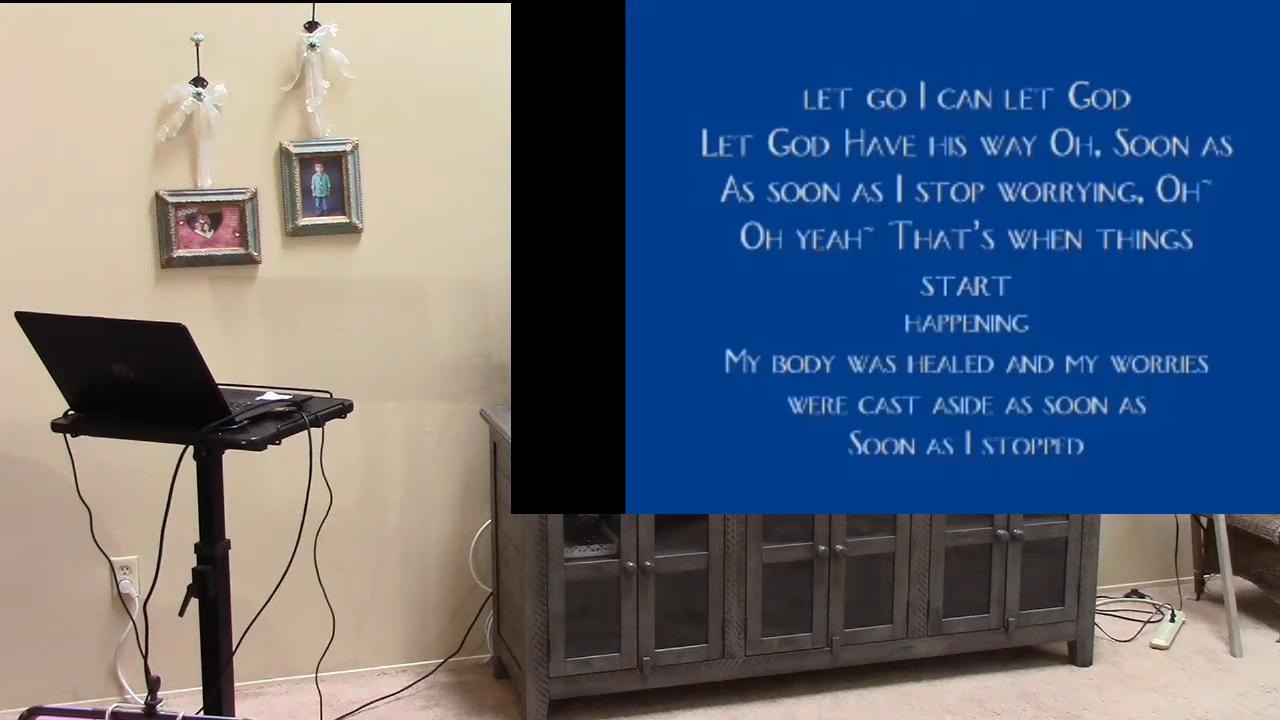 let go I can let God
Let God Have his way Oh, Soon as
As soon as I stop worrying, Oh~
Oh yeah~ That's when things
start
happening
My body was healed and my worries
were cast aside as soon as
Soon as I stopped